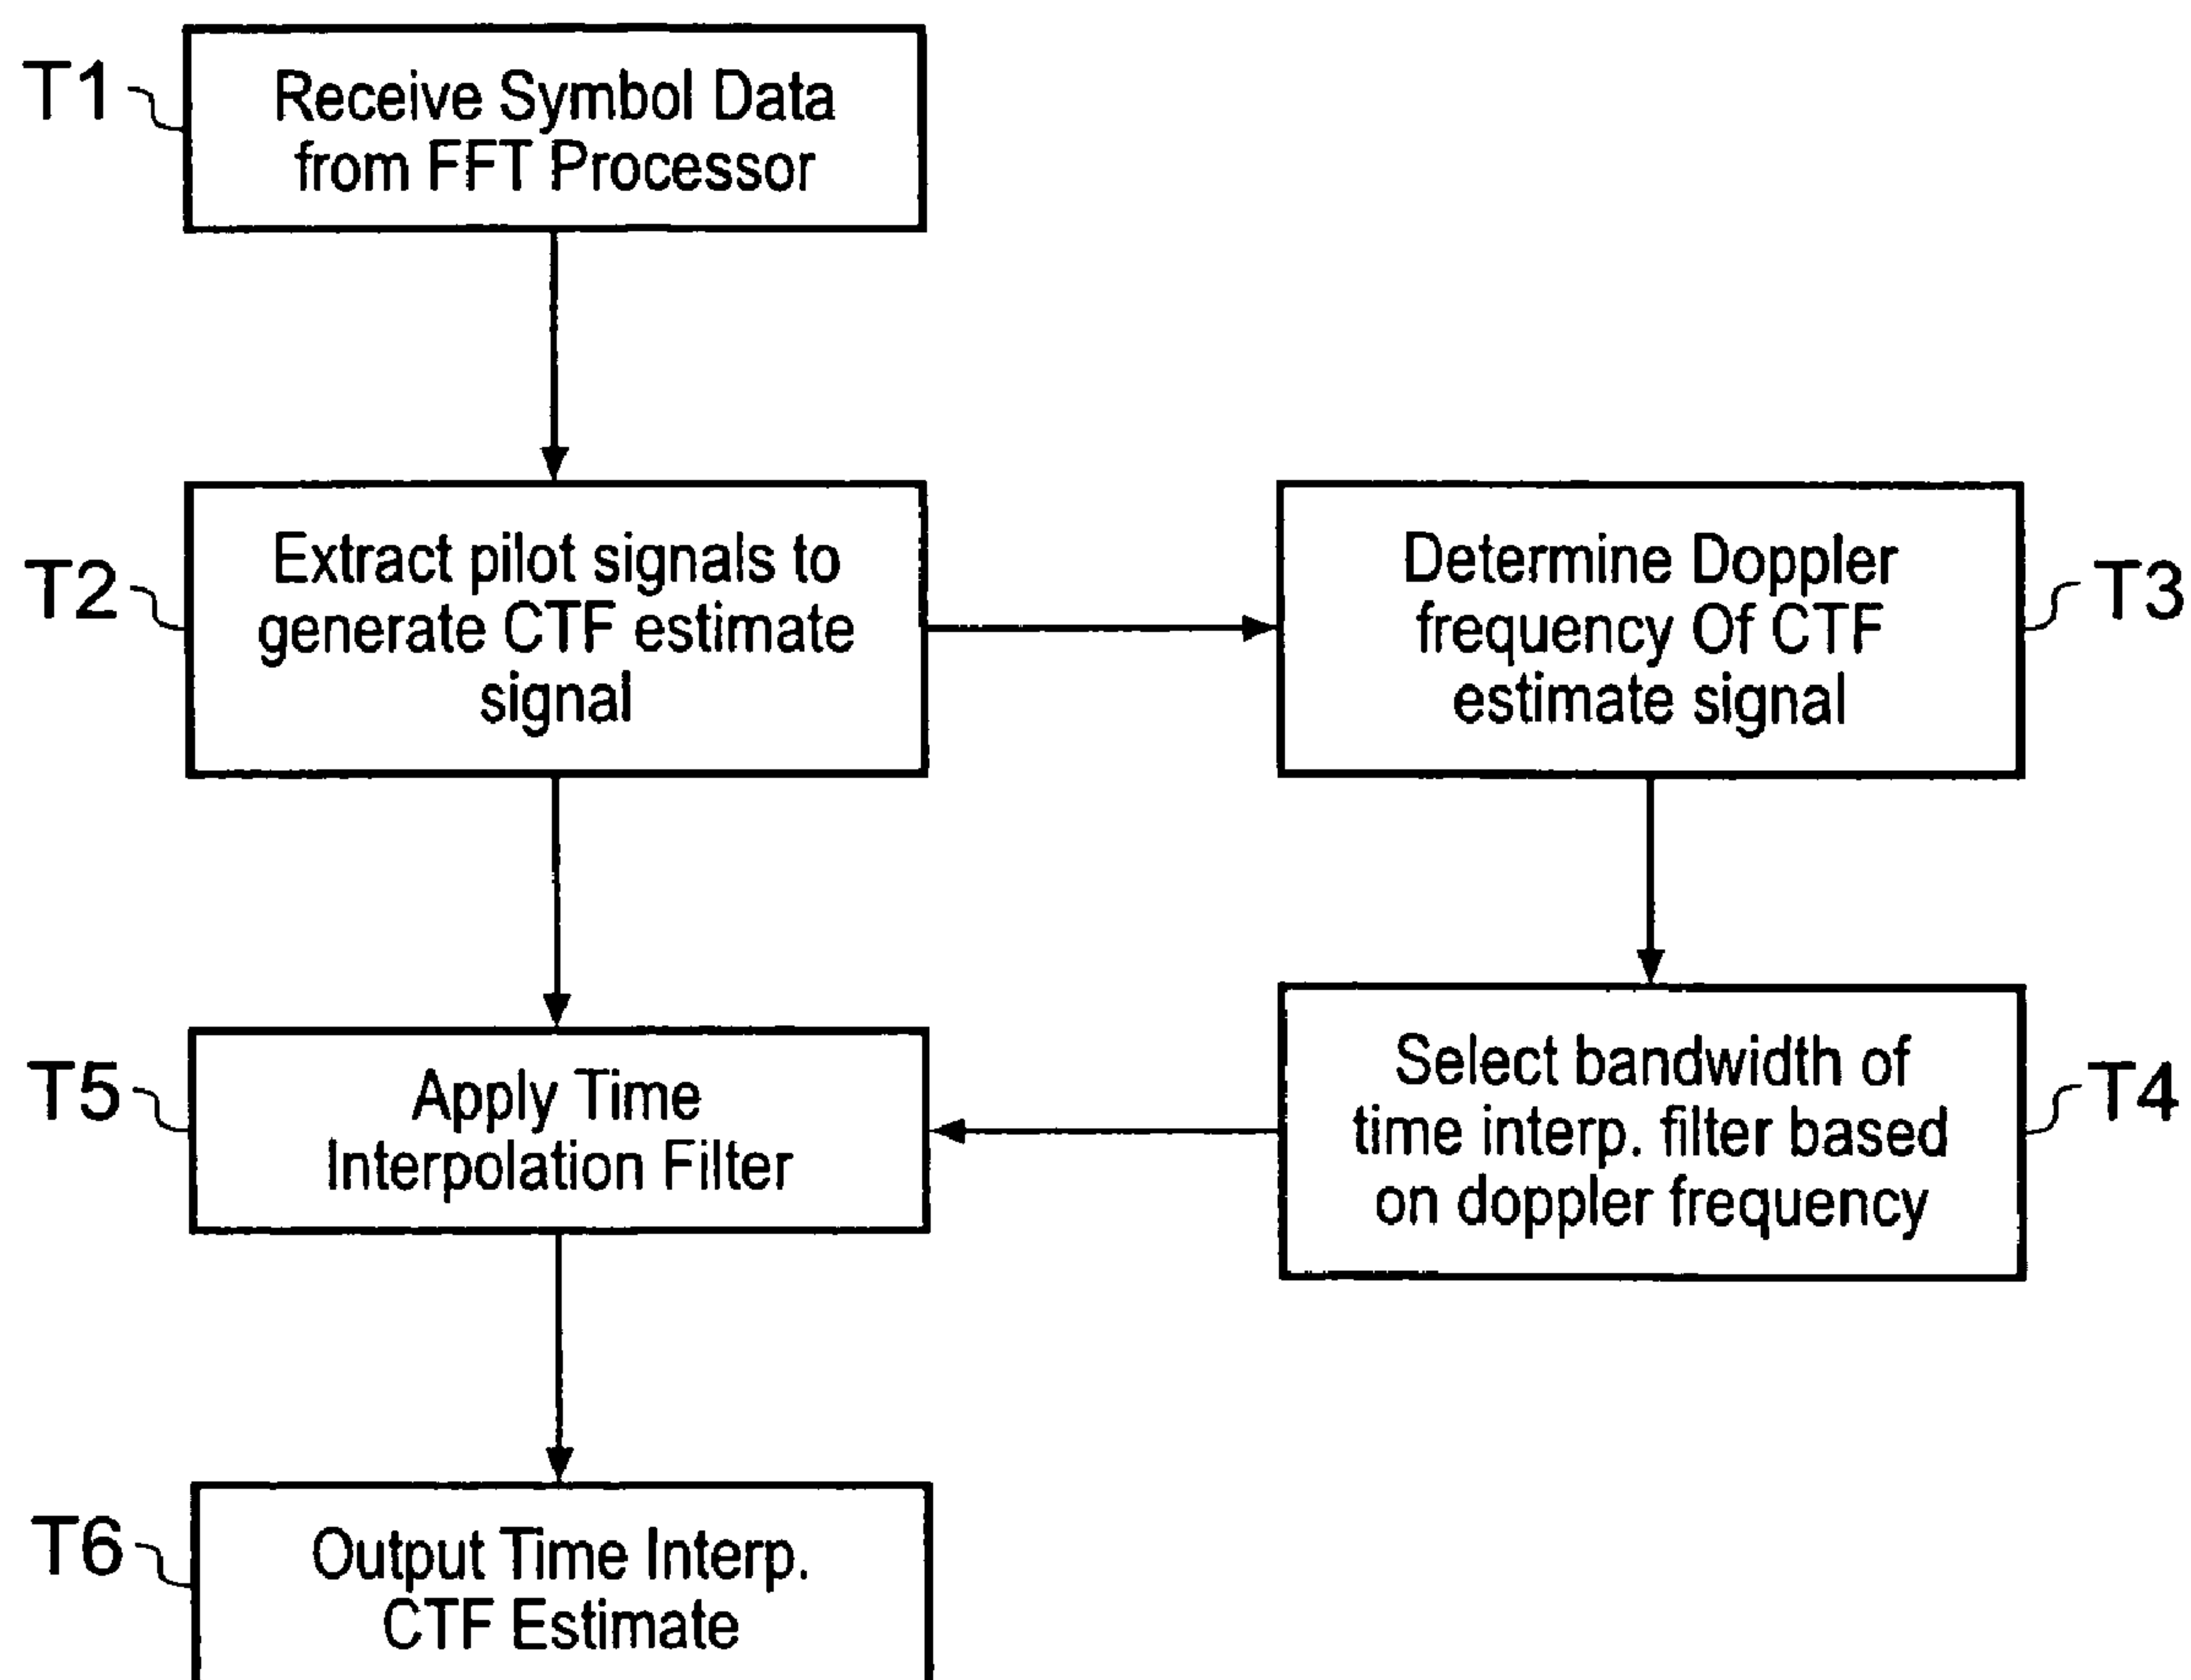 T1
Receive Symbol Data
from FFT Processor
T2
Extract pilot signals to
generate CTF estimate
signal
Determine Doppler
frequency Of CTF
estimate signal
T3
T5
Apply Time
Interpolation Filter
Select bandwidth of
time interp. filter based
on doppler frequency
T4
T6
Output Time Interp.
CTF Estimate